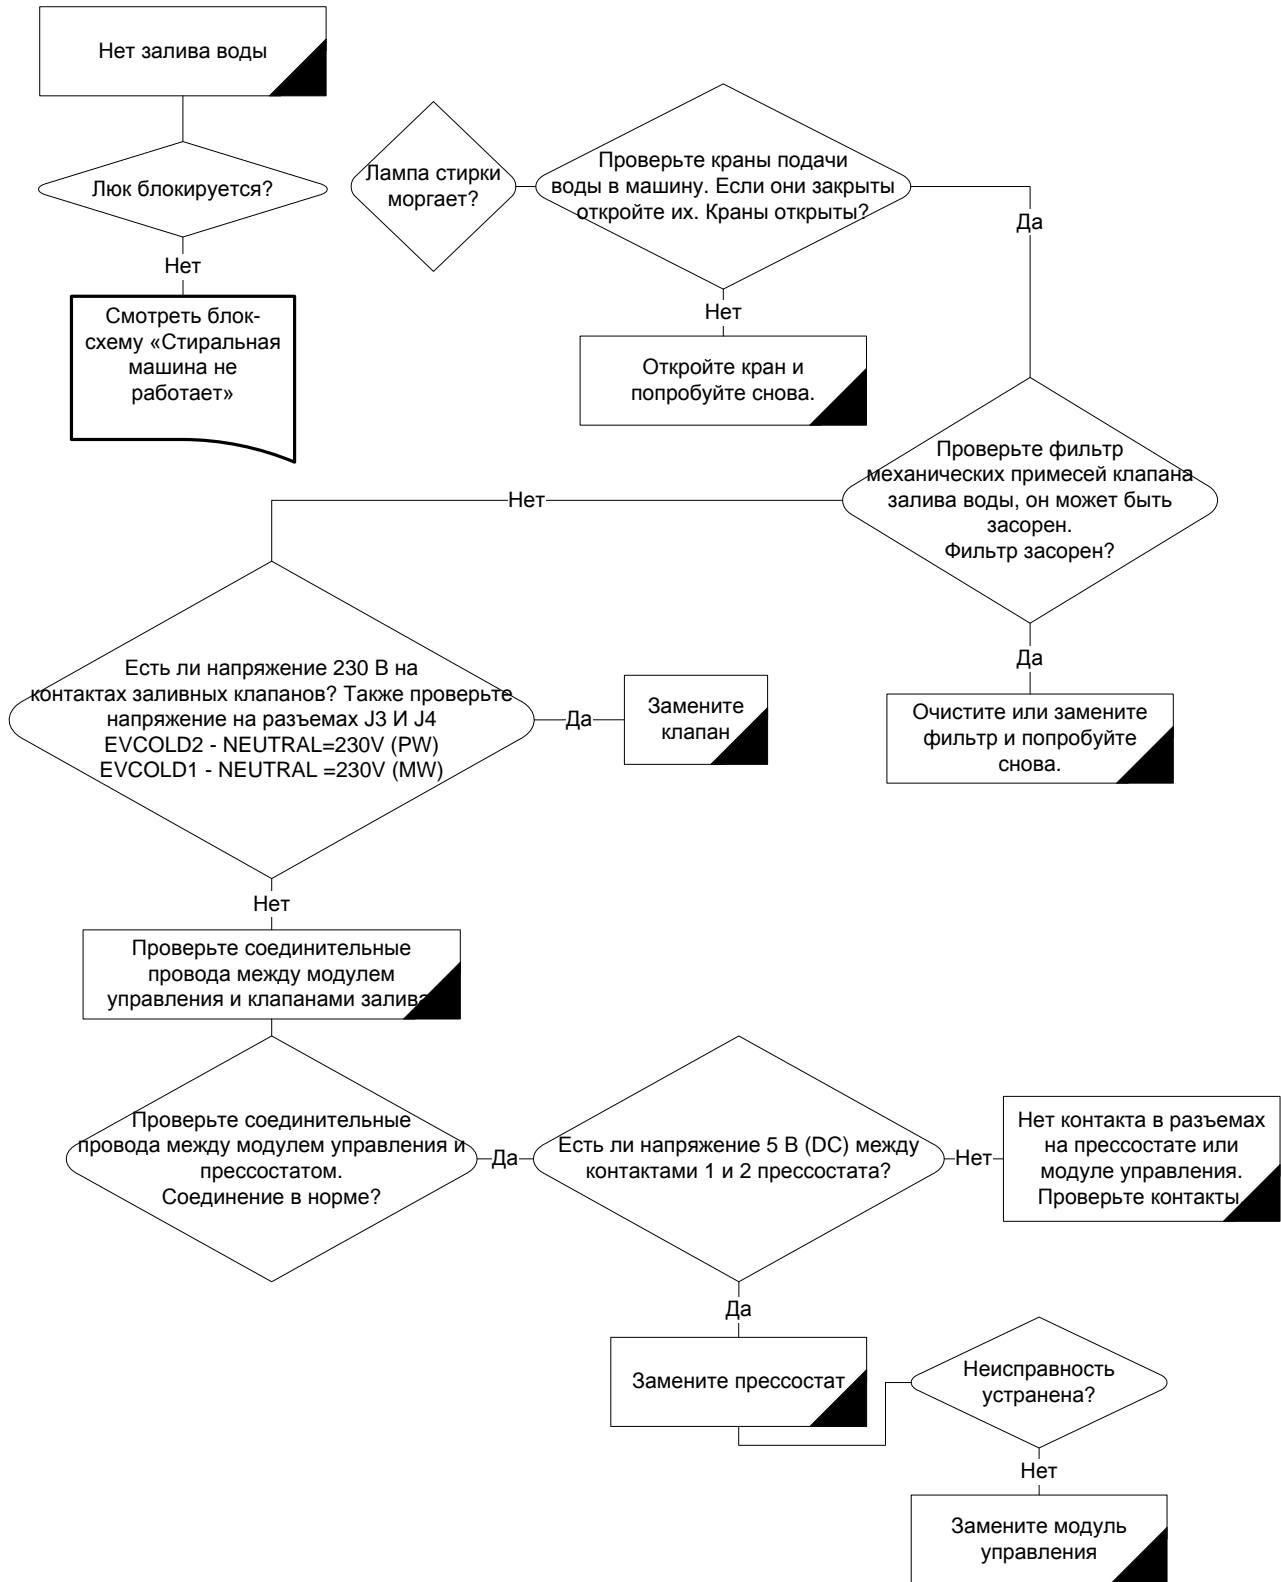 Нет залива воды
Люк блокируется?
Нет
Смотреть блок-
схему «Стиральная
машина не
работает»
Лампа стирки
моргает?
Проверьте краны подачи
воды в машину. Если они закрыты
откройте их. Краны открыты?
Да
Нет
Откройте кран и
попробуйте снова.
Проверьте фильтр
механических примесей клапана
залива воды, он может быть
засорен.
Фильтр засорен?
Нет
Да
Очистите или замените
фильтр и попробуйте
снова.
Есть ли напряжение 230 В на
контактах заливных клапанов? Также проверьте
напряжение на разъемах J3 И J4
EVCOLD2 - NEUTRAL=230V (PW)
EVCOLD1 - NEUTRAL =230V (MW)
Да
Замените
клапан
Нет
Проверьте соединительные
провода между модулем
управления и клапанами залива
Проверьте соединительные
провода между модулем управления и
прессостатом.
Соединение в норме?
Да
Есть ли напряжение 5 В (DC) между
контактами 1 и 2 прессостата?
Нет
Нет контакта в разъемах
на прессостате или
модуле управления.
Проверьте контакты
Да
Замените прессостат
Неисправность
устранена?
Нет
Замените модуль
управления